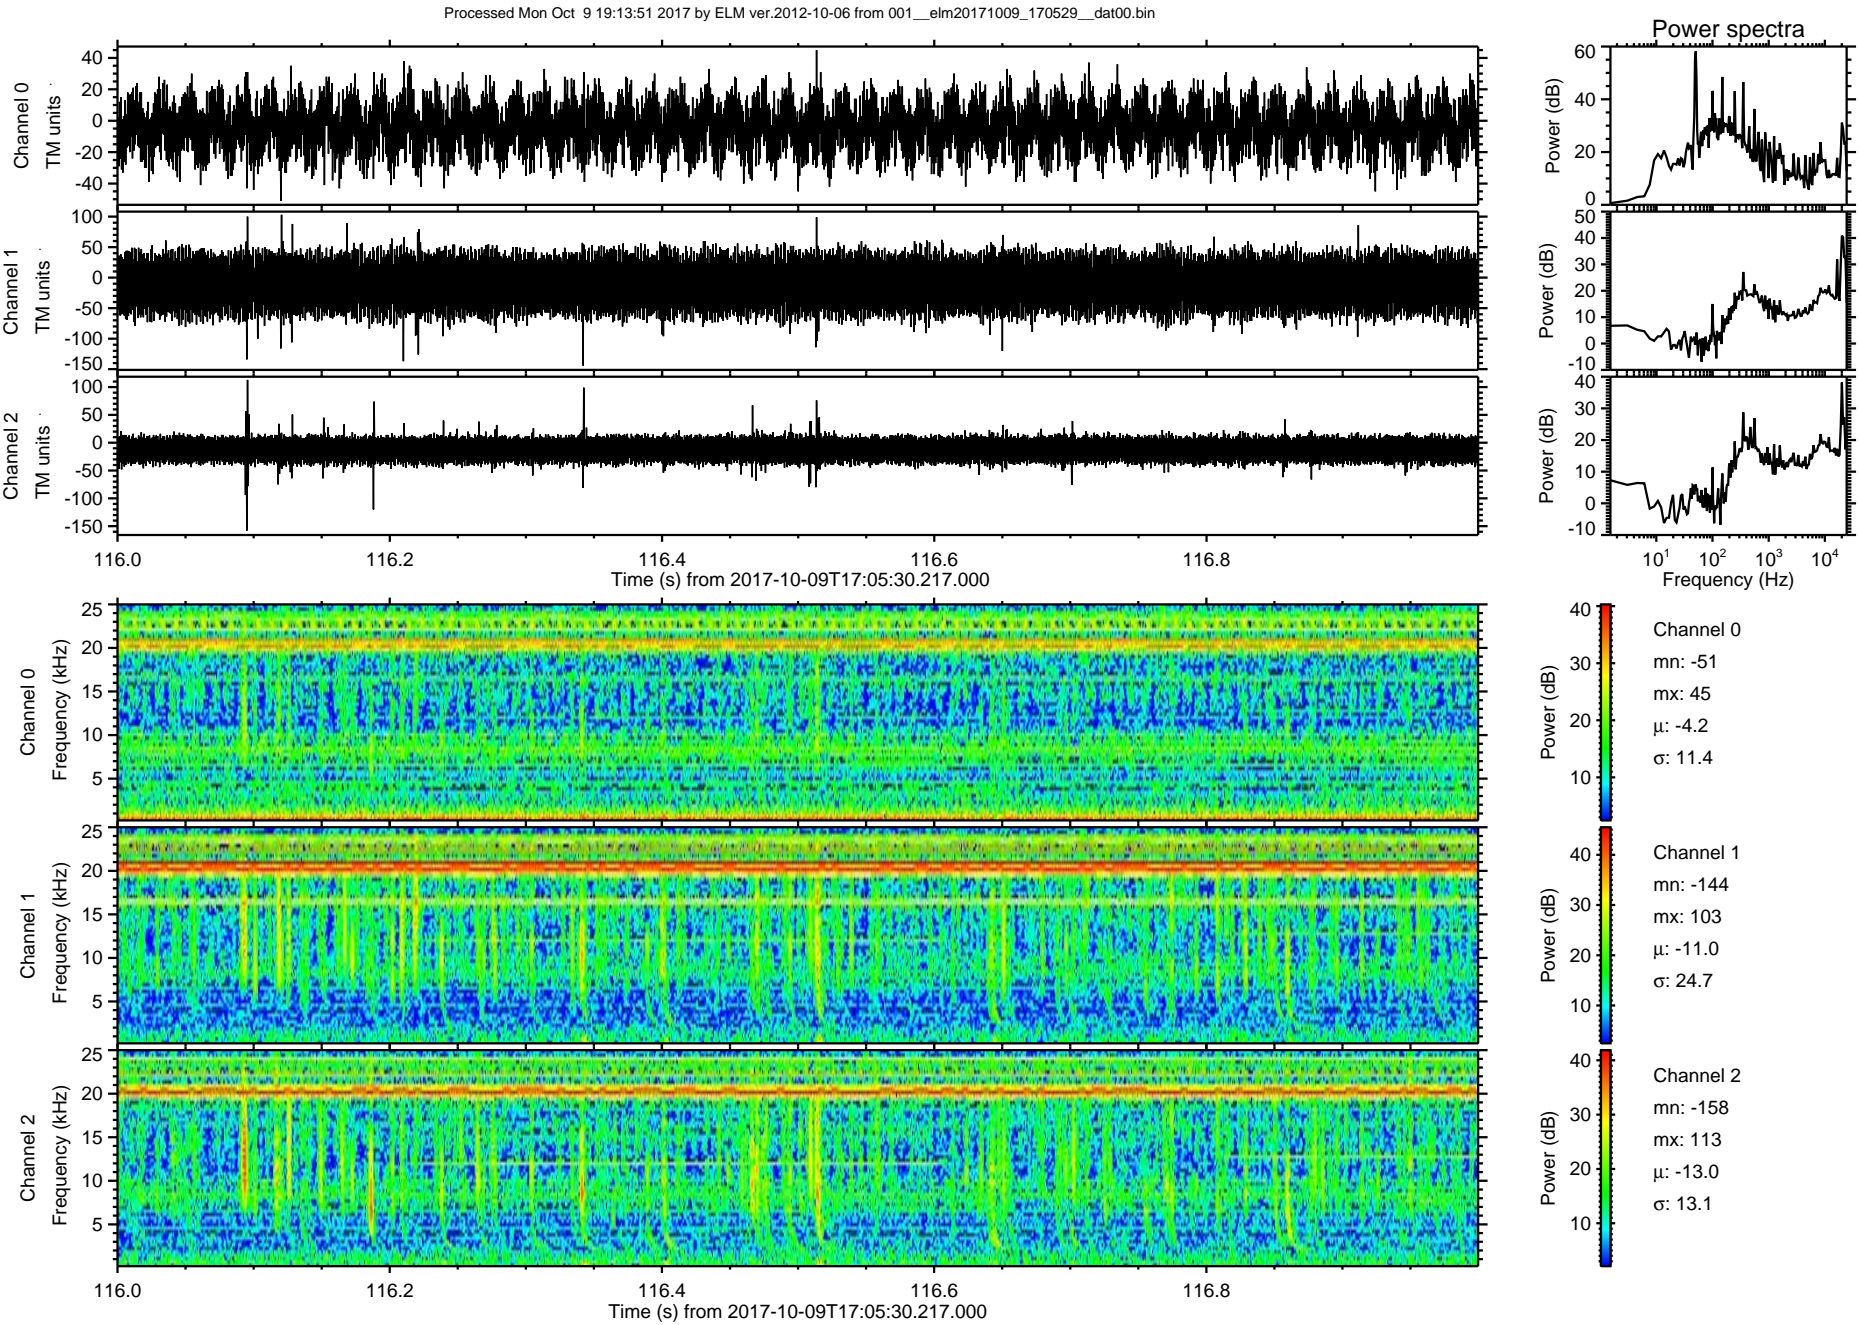 Processed Mon Oct  9 19:13:51 2017 by ELM ver.2012-10-06 from 001__elm20171009_170529__dat00.bin
Power spectra
Channel 0
TM units
40
20
0
-20
-40
Power (dB)
60
40
20
0
Channel 1
TM units
100
50
0
-50
-100
-150
Power (dB)
50
40
30
20
10
0
-10
Channel 2
TM units
100
50
0
-50
-100
-150
Power (dB)
40
30
20
10
0
-10
116.0 116.2 116.4 116.6 116.8
Time (s) from 2017-10-09T17:05:30.217.000
10^1 10^2 10^3 10^4
Frequency (Hz)
Channel 0
Frequency (kHz)
25
20
15
10
5
Power (dB)
40
30
20
10
Channel 0
mn: -51
mx: 45
μ: -4.2
σ: 11.4
Channel 1
Frequency (kHz)
25
20
15
10
5
Power (dB)
40
30
20
10
Channel 1
mn: -144
mx: 103
μ: -11.0
σ: 24.7
Channel 2
Frequency (kHz)
25
20
15
10
5
Power (dB)
40
30
20
10
Channel 2
mn: -158
mx: 113
μ: -13.0
σ: 13.1
116.0 116.2 116.4 116.6 116.8
Time (s) from 2017-10-09T17:05:30.217.000